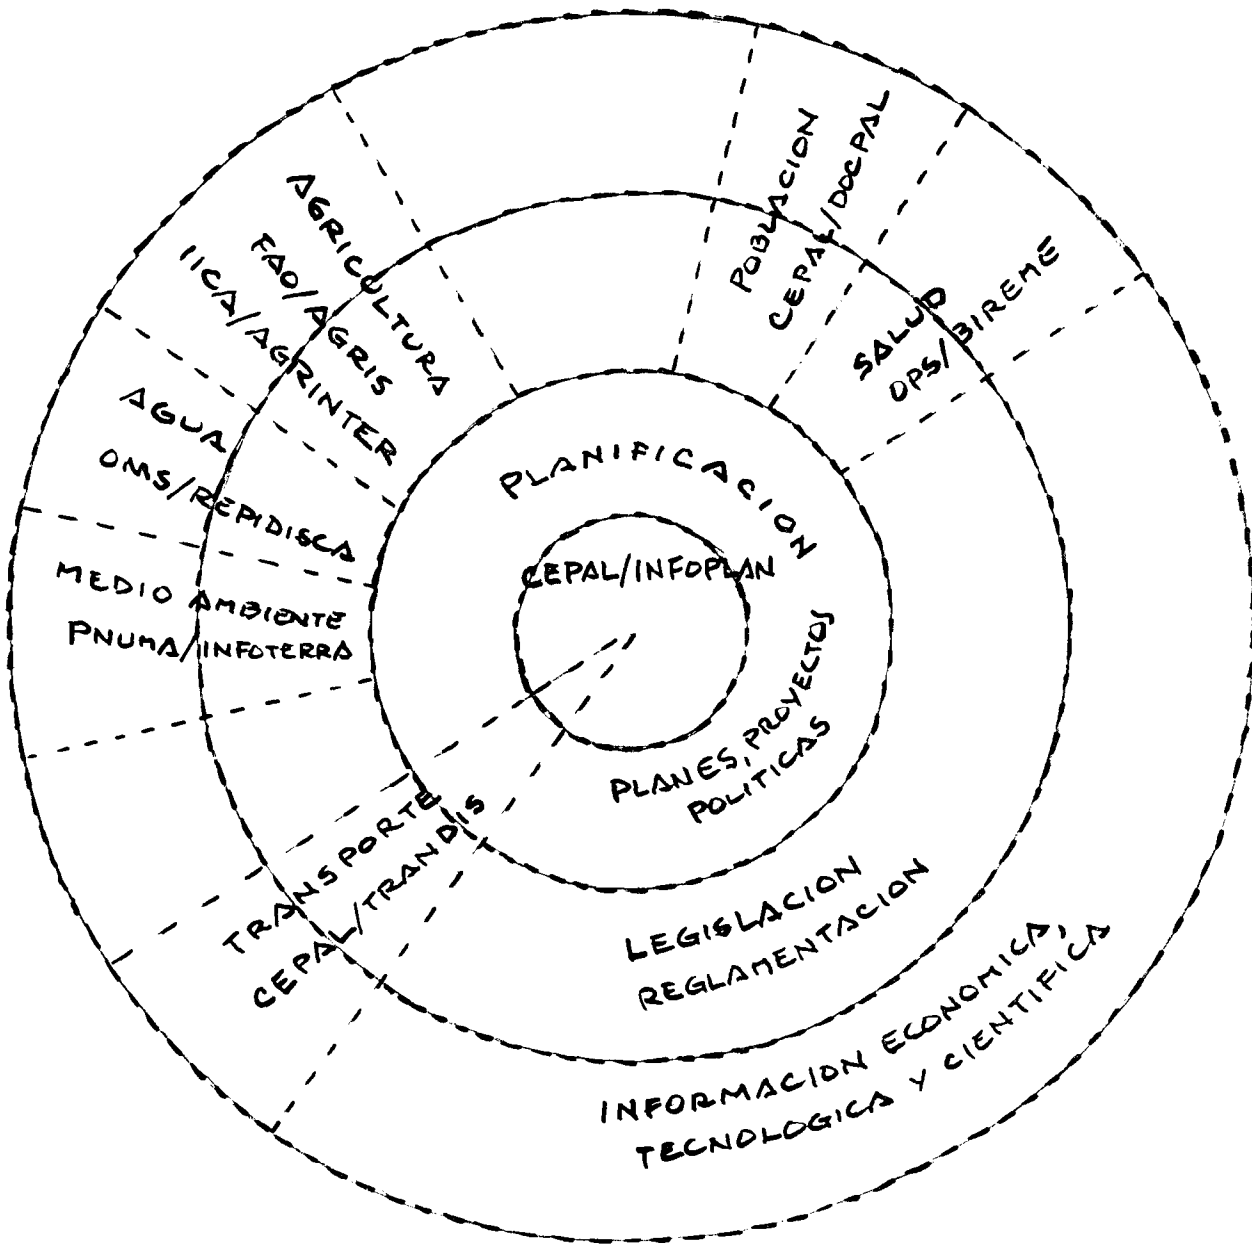 POBLACION
CEPAL/DOCPAL
SALUD
OPS/BIREME
AGRICULTURA
FAO/AGRIS
IICA/AGRINTER
AGUA
OMS/REPIDISCA
MEDIO AMBIENTE
PNUMA/INFOTERRA
PLANIFICACION
CEPAL/INFOPLAN
PLANES, PROYECTOS
POLITICAS
TRANSPORTE
CEPAL/TRANDIS
LEGISLACION
REGLAMENTACION
INFORMACION ECONOMICA,
TECNOLOGICA Y CIENTIFICA